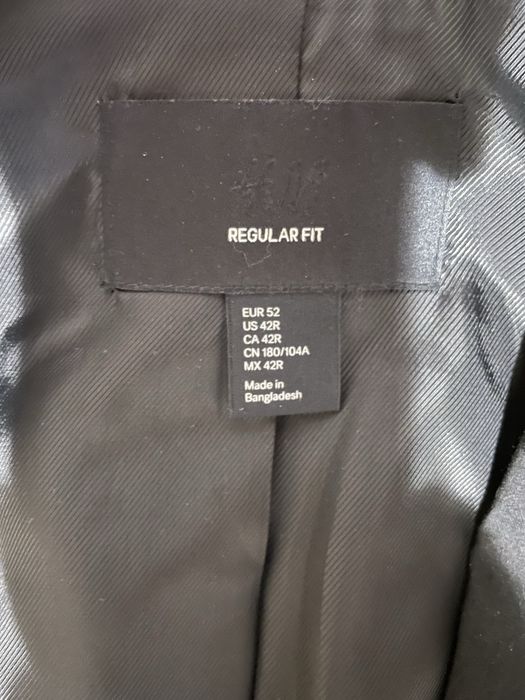 REGULAR FIT
EUR 52
US 42R
CA 42R
CN 180/104A
MX 42R
Made in
Bangladesh